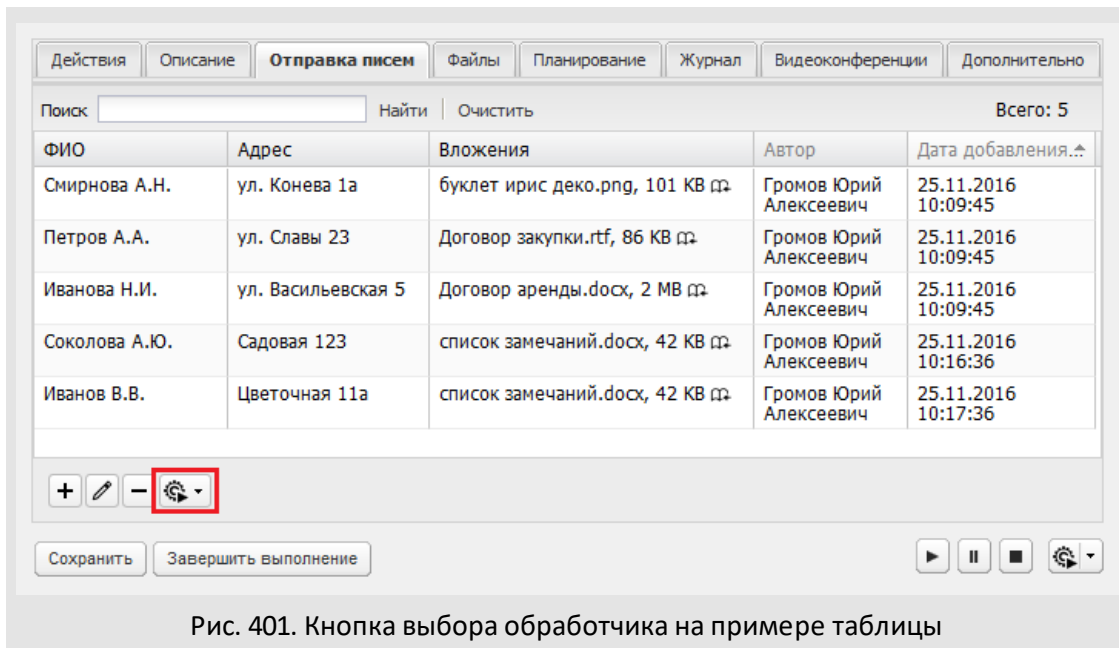 Действия Описание Отправка писем Файлы Планирование Журнал Видеоконференции Дополнительно
Поиск Найти Очистить Всего: 5
ФИО Адрес Вложения Автор Дата добавления...
Смирнова А.Н. ул. Конева 1а буклет ирис деко.png, 101 KB Громов Юрий 25.11.2016
Алексеевич 10:09:45
Петров А.А. ул. Славы 23 Договор закупки.rtf, 86 KB Громов Юрий 25.11.2016
Алексеевич 10:09:45
Иванова Н.И. ул. Васильевская 5 Договор аренды.docx, 2 MB Громов Юрий 25.11.2016
Алексеевич 10:09:45
Соколова А.Ю. Садовая 123 список замечаний.docx, 42 KB Громов Юрий 25.11.2016
Алексеевич 10:16:36
Иванов В.В. Цветочная 11а список замечаний.docx, 42 KB Громов Юрий 25.11.2016
Алексеевич 10:17:36
Сохранить Завершить выполнение
Рис. 401. Кнопка выбора обработчика на примере таблицы